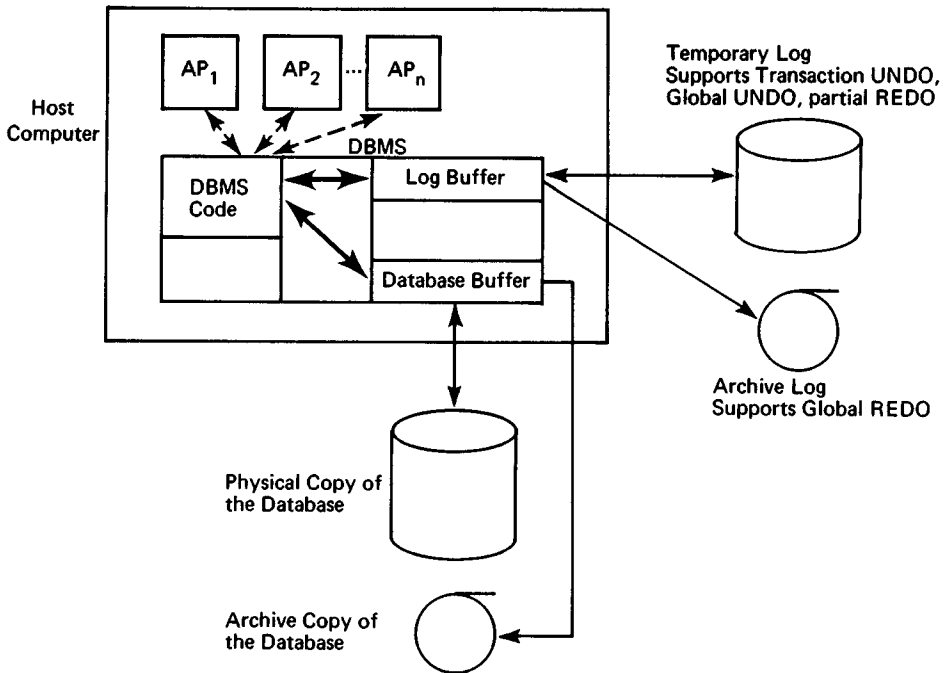 AP1 AP2 ... APn
Host
Computer
DBMS
DBMS
Code
Log Buffer
Database Buffer
Temporary Log
Supports Transaction UNDO,
Global UNDO, partial REDO
Archive Log
Supports Global REDO
Physical Copy of
the Database
Archive Copy of
the Database